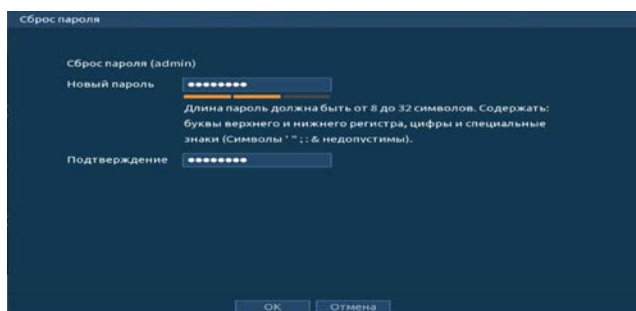 Сброс пароля
Сброс пароля (admin)
Новый пароль ●●●●●●●●
Длина пароль должна быть от 8 до 32 символов. Содержать:
буквы верхнего и нижнего регистра, цифры и специальные
знаки (Символы ' " ; : & недопустимы).
Подтверждение ●●●●●●●●
ОК Отмена